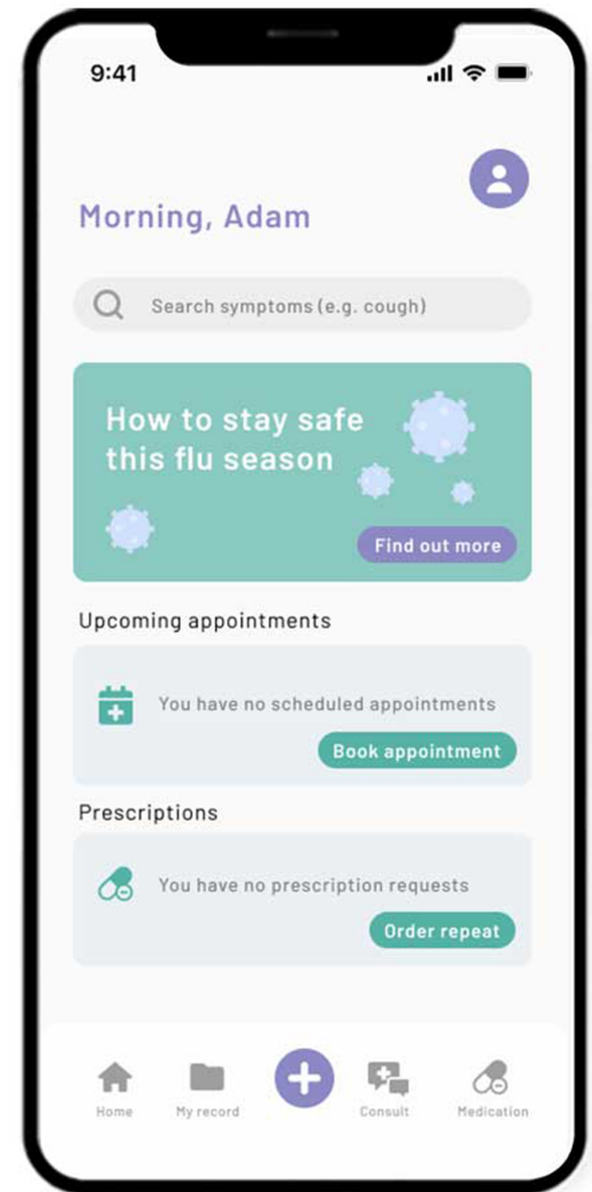 9:41
Morning, Adam
Search symptoms (e.g. cough)
How to stay safe
this flu season
Find out more
Upcoming appointments
You have no scheduled appointments
Book appointment
Prescriptions
You have no prescription requests
Order repeat
Home
My record
Consult
Medication